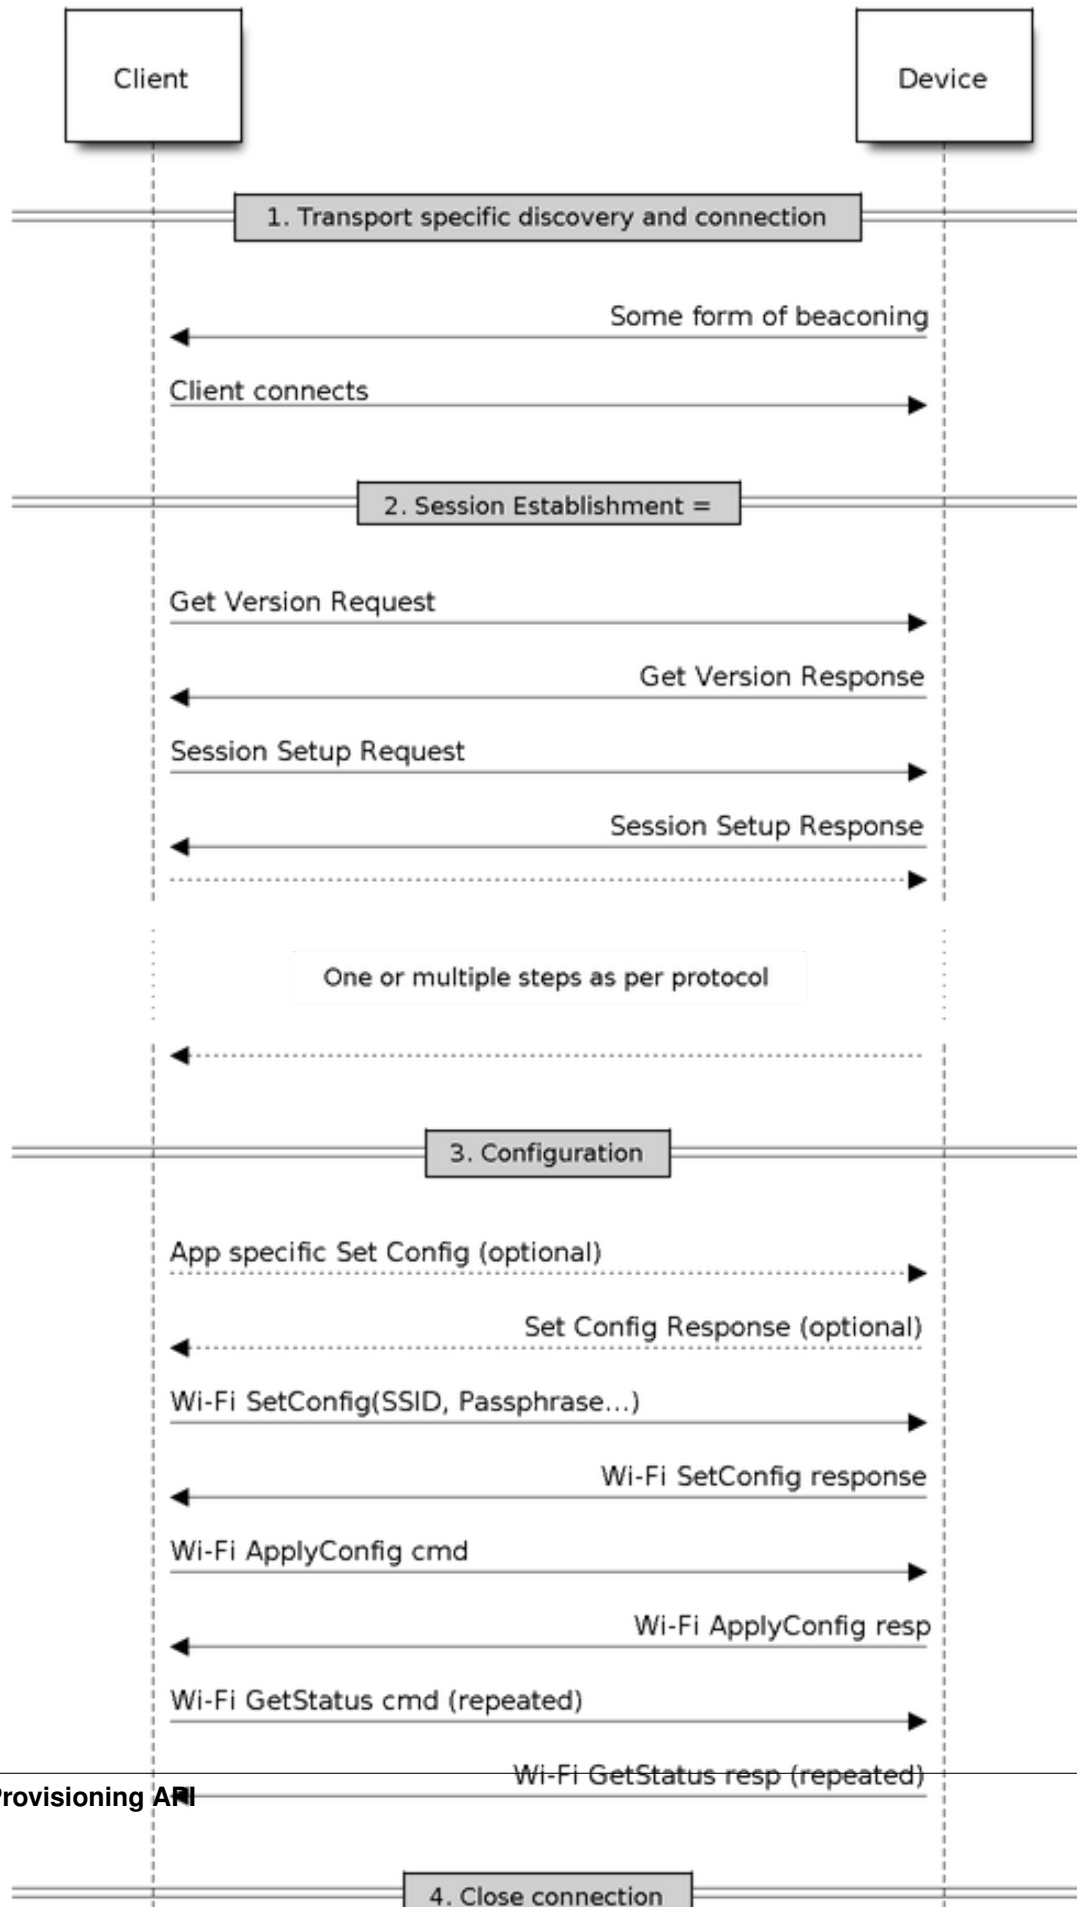 Client
Device
1. Transport specific discovery and connection
Some form of beaconing
Client connects
2. Session Establishment =
Get Version Request
Get Version Response
Session Setup Request
Session Setup Response
One or multiple steps as per protocol
3. Configuration
App specific Set Config (optional)
Set Config Response (optional)
Wi-Fi SetConfig(SSID, Passphrase...)
Wi-Fi SetConfig response
Wi-Fi ApplyConfig cmd
Wi-Fi ApplyConfig resp
Wi-Fi GetStatus cmd (repeated)
Wi-Fi GetStatus resp (repeated)
rovisioning API
4. Close connection